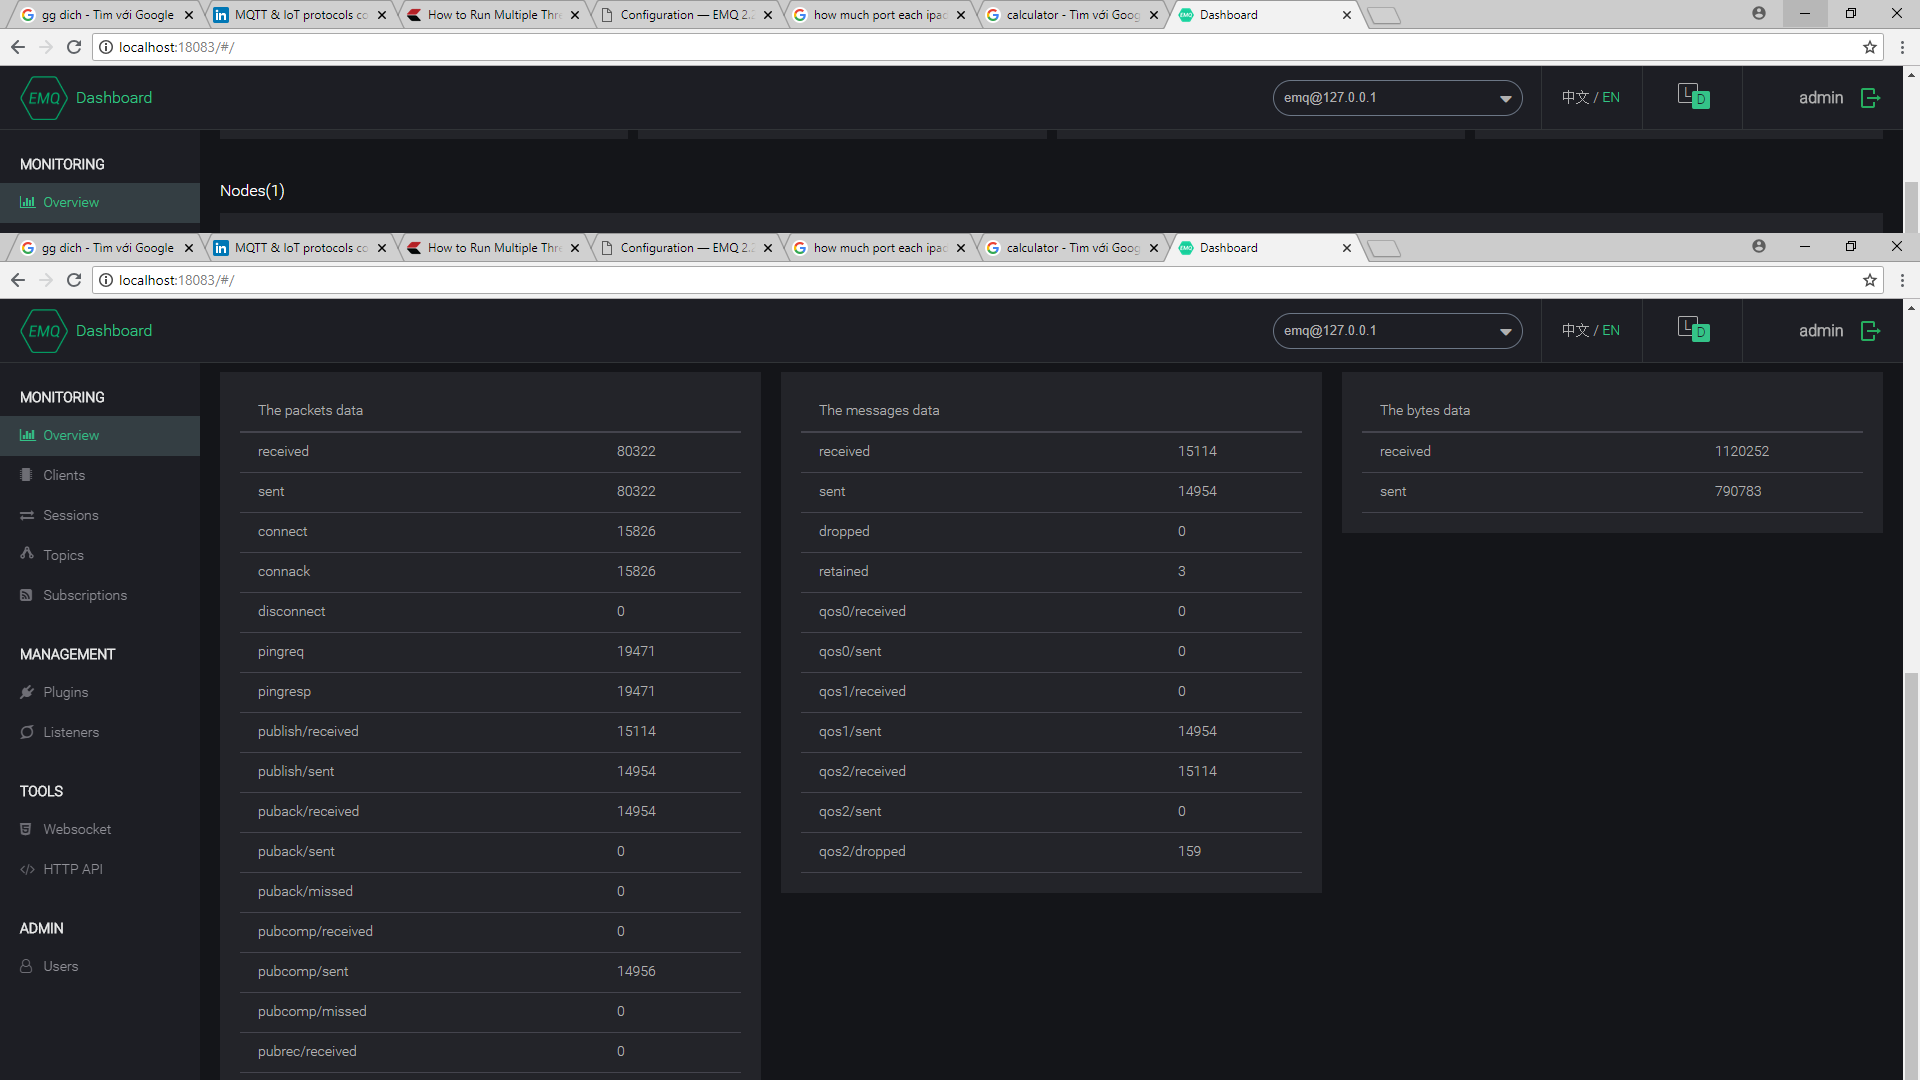 gg dich - Tìm với Google
MQTT & IoT protocols co
How to Run Multiple Thre
Configuration — EMQ 2.
how much port each ipad
calculator - Tìm với Goog
Dashboard
localhost:18083/#/
EMQ Dashboard
emq@127.0.0.1
中文 / EN
L D
admin
MONITORING
Overview
Nodes(1)
gg dich - Tìm với Google
MQTT & IoT protocols co
How to Run Multiple Thre
Configuration — EMQ 2.
how much port each ipad
calculator - Tìm với Goog
Dashboard
localhost:18083/#/
EMQ Dashboard
emq@127.0.0.1
中文 / EN
L D
admin
MONITORING
Overview
Clients
Sessions
Topics
Subscriptions
MANAGEMENT
Plugins
Listeners
TOOLS
Websocket
HTTP API
ADMIN
Users
The packets data
received 80322
sent 80322
connect 15826
connack 15826
disconnect 0
pingreq 19471
pingresp 19471
publish/received 15114
publish/sent 14954
puback/received 14954
puback/sent 0
puback/missed 0
pubcomp/received 0
pubcomp/sent 14956
pubcomp/missed 0
pubrec/received 0
The messages data
received 15114
sent 14954
dropped 0
retained 3
qos0/received 0
qos0/sent 0
qos1/received 0
qos1/sent 14954
qos2/received 15114
qos2/sent 0
qos2/dropped 159
The bytes data
received 1120252
sent 790783